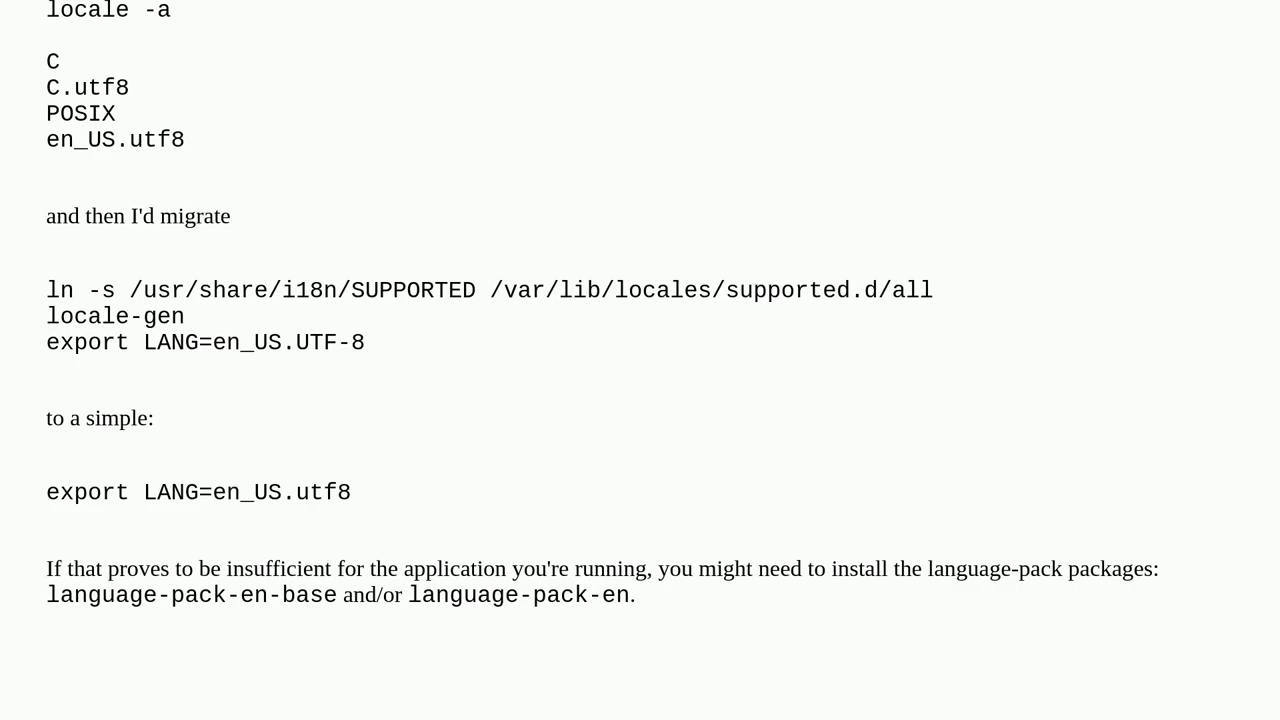 locale -a
C
C.utf8
POSIX
en_US.utf8
and then I'd migrate
ln -s /usr/share/i18n/SUPPORTED /var/lib/locales/supported.d/all
locale-gen
export LANG=en_US.UTF-8
to a simple:
export LANG=en_US.utf8
If that proves to be insufficient for the application you're running, you might need to install the language-pack packages:
language-pack-en-base and/or language-pack-en.